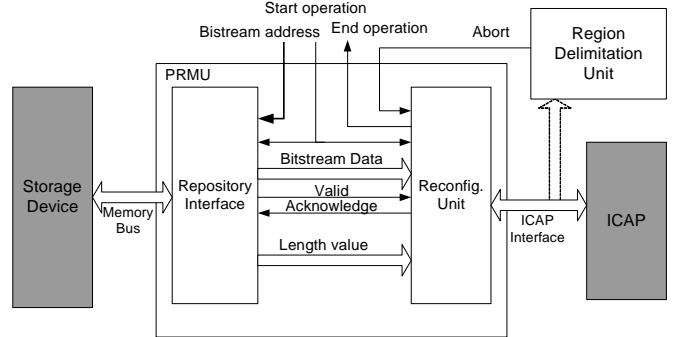 Start operation
Bistream address
End operation
Abort
Region
Delimitation
Unit
PRMU
Storage
Device
Memory
Bus
Repository
Interface
Bitstream Data
Valid
Acknowledge
Length value
Reconfig.
Unit
ICAP
Interface
ICAP